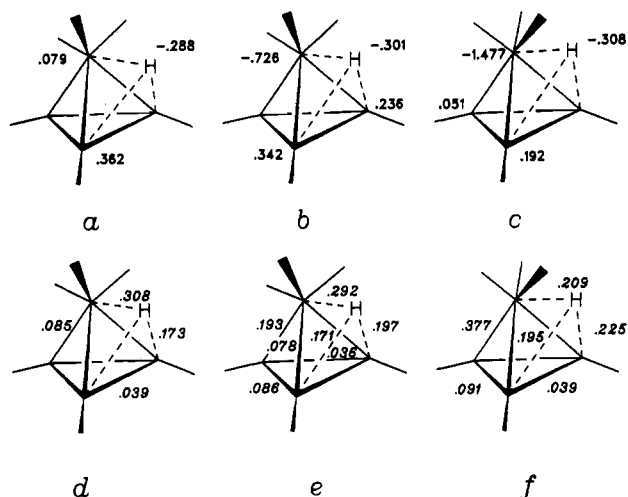 .079 H -.288
.362
a
-.726 H -.301
.236
.342
b
-1.477 H -.308
.051
.192
c
.308 H
.085 .173
.039
d
.292 H
.193 .171 .197
.078 .036
.086
e
.209 H
.377 .195 .225
.091 .039
f